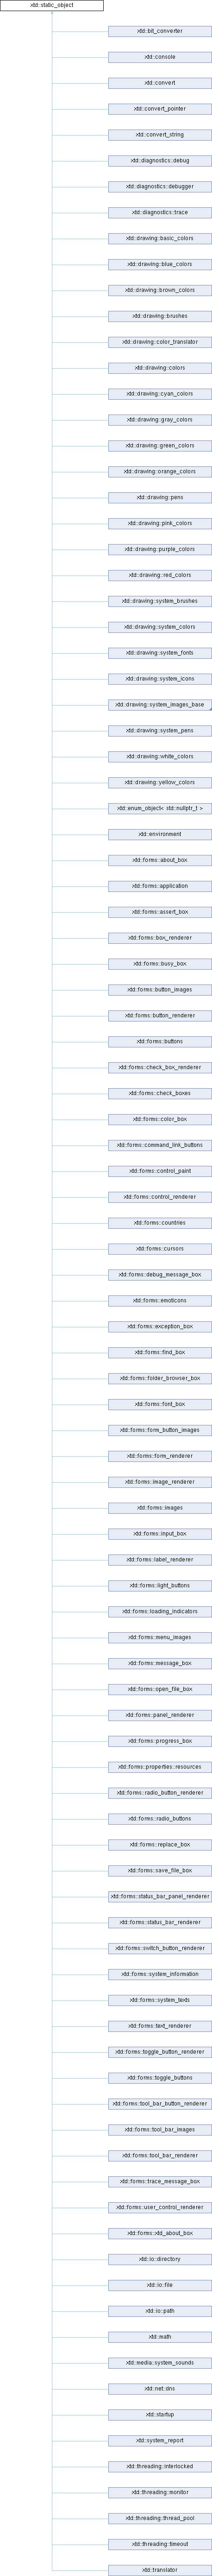 xtd::static_object
xtd::bit_converter
xtd::console
xtd::convert
xtd::convert_pointer
xtd::convert_string
xtd::diagnostics::debug
xtd::diagnostics::debugger
xtd::diagnostics::trace
xtd::drawing::basic_colors
xtd::drawing::blue_colors
xtd::drawing::brown_colors
xtd::drawing::brushes
xtd::drawing::color_translator
xtd::drawing::colors
xtd::drawing::cyan_colors
xtd::drawing::gray_colors
xtd::drawing::green_colors
xtd::drawing::orange_colors
xtd::drawing::pens
xtd::drawing::pink_colors
xtd::drawing::purple_colors
xtd::drawing::red_colors
xtd::drawing::system_brushes
xtd::drawing::system_colors
xtd::drawing::system_fonts
xtd::drawing::system_icons
xtd::drawing::system_images_base
xtd::drawing::system_pens
xtd::drawing::white_colors
xtd::drawing::yellow_colors
xtd::enum_object< std::nullptr_t >
xtd::environment
xtd::forms::about_box
xtd::forms::application
xtd::forms::assert_box
xtd::forms::box_renderer
xtd::forms::busy_box
xtd::forms::button_images
xtd::forms::button_renderer
xtd::forms::buttons
xtd::forms::check_box_renderer
xtd::forms::check_boxes
xtd::forms::color_box
xtd::forms::command_link_buttons
xtd::forms::control_paint
xtd::forms::control_renderer
xtd::forms::countries
xtd::forms::cursors
xtd::forms::debug_message_box
xtd::forms::emoticons
xtd::forms::exception_box
xtd::forms::find_box
xtd::forms::folder_browser_box
xtd::forms::font_box
xtd::forms::form_button_images
xtd::forms::form_renderer
xtd::forms::image_renderer
xtd::forms::images
xtd::forms::input_box
xtd::forms::label_renderer
xtd::forms::light_buttons
xtd::forms::loading_indicators
xtd::forms::menu_images
xtd::forms::message_box
xtd::forms::open_file_box
xtd::forms::panel_renderer
xtd::forms::progress_box
xtd::forms::properties::resources
xtd::forms::radio_button_renderer
xtd::forms::radio_buttons
xtd::forms::replace_box
xtd::forms::save_file_box
xtd::forms::status_bar_panel_renderer
xtd::forms::status_bar_renderer
xtd::forms::switch_button_renderer
xtd::forms::system_information
xtd::forms::system_texts
xtd::forms::text_renderer
xtd::forms::toggle_button_renderer
xtd::forms::toggle_buttons
xtd::forms::tool_bar_button_renderer
xtd::forms::tool_bar_images
xtd::forms::tool_bar_renderer
xtd::forms::trace_message_box
xtd::forms::user_control_renderer
xtd::forms::xtd_about_box
xtd::io::directory
xtd::io::file
xtd::io::path
xtd::math
xtd::media::system_sounds
xtd::net::dns
xtd::startup
xtd::system_report
xtd::threading::interlocked
xtd::threading::monitor
xtd::threading::thread_pool
xtd::threading::timeout
xtd::translator